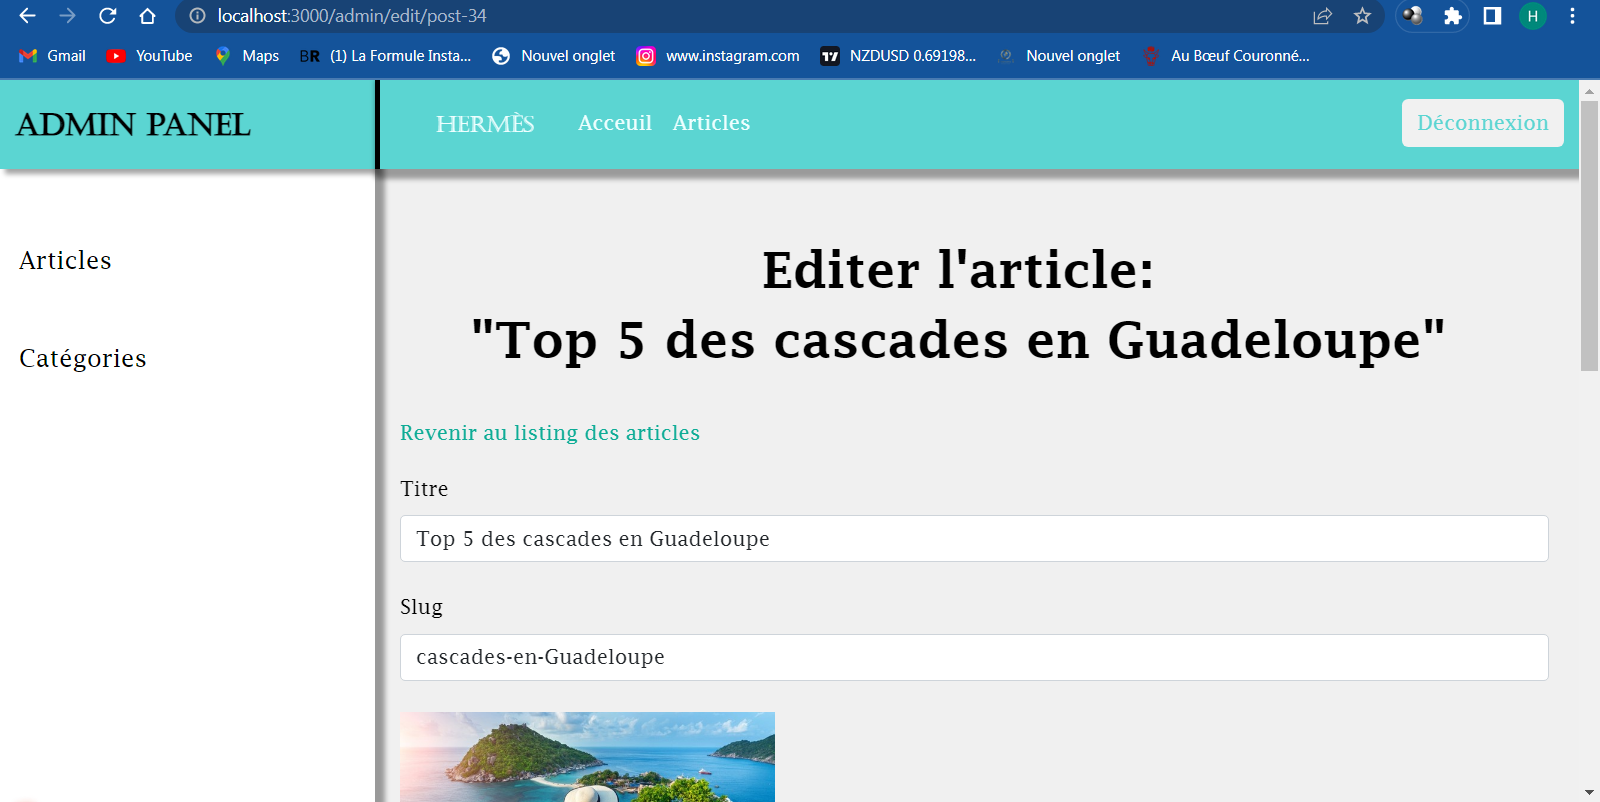 localhost:3000/admin/edit/post-34
H
Gmail
YouTube
Maps
BR (1) La Formule Insta...
Nouvel onglet
www.instagram.com
17 NZDUSD 0.69198...
Nouvel onglet
Au Bœuf Couronné...
ADMIN PANEL
HERMÈS
Acceuil
Articles
Déconnexion
Articles
Catégories
Editer l'article:
"Top 5 des cascades en Guadeloupe"
Revenir au listing des articles
Titre
Top 5 des cascades en Guadeloupe
Slug
cascades-en-Guadeloupe